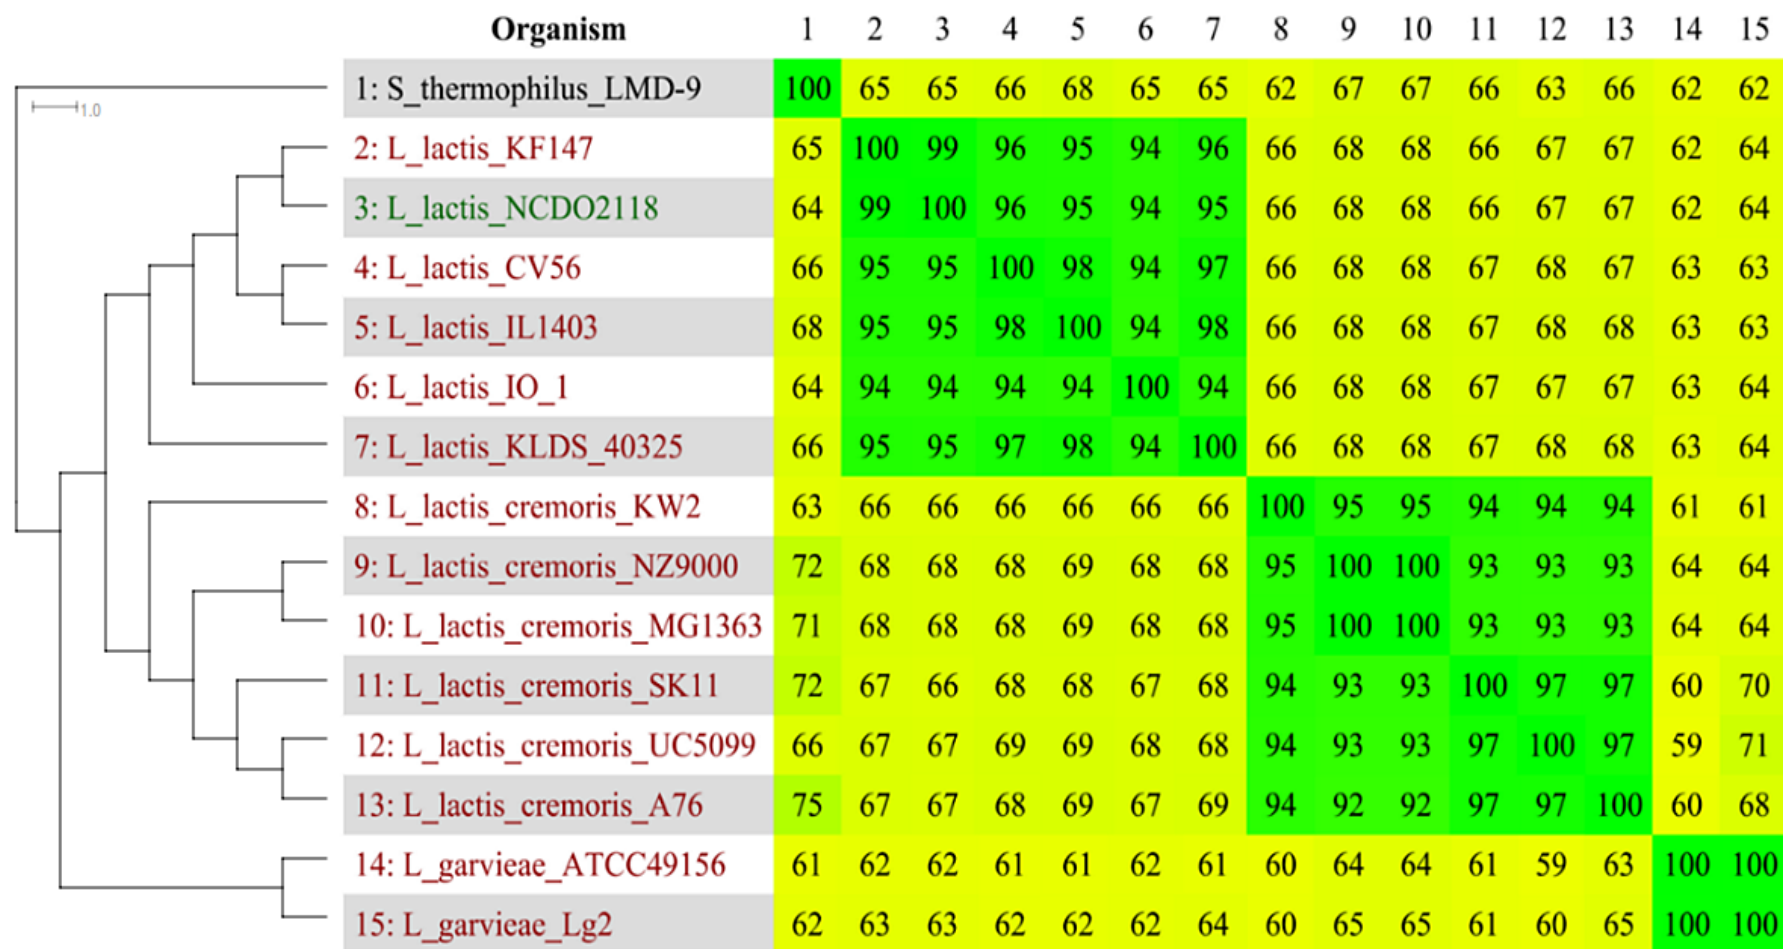 Organism 1 2 3 4 5 6 7 8 9 10 11 12 13 14 15
1: S_thermophilus_LMD-9 100 65 65 66 68 65 65 62 67 67 66 63 66 62 62
1.0
2: L_lactis_KF147 65 100 99 96 95 94 96 66 68 68 66 67 67 62 64
3: L_lactis_NCDO2118 64 99 100 96 95 94 95 66 68 68 66 67 67 62 64
4: L_lactis_CV56 66 95 95 100 98 94 97 66 68 68 67 68 67 63 63
5: L_lactis_IL1403 68 95 95 98 100 94 98 66 68 68 67 68 68 63 63
6: L_lactis_IO_1 64 94 94 94 94 100 94 66 68 68 67 67 67 63 64
7: L_lactis_KLDS_40325 66 95 95 97 98 94 100 66 68 68 67 68 68 63 64
8: L_lactis_cremoris_KW2 63 66 66 66 66 66 66 100 95 95 94 94 94 61 61
9: L_lactis_cremoris_NZ9000 72 68 68 68 69 68 68 95 100 100 93 93 93 64 64
10: L_lactis_cremoris_MG1363 71 68 68 68 69 68 68 95 100 100 93 93 93 64 64
11: L_lactis_cremoris_SK11 72 67 66 68 68 67 68 94 93 93 100 97 97 60 70
12: L_lactis_cremoris_UC5099 66 67 67 69 69 68 68 94 93 93 97 100 97 59 71
13: L_lactis_cremoris_A76 75 67 67 68 69 67 69 94 92 92 97 97 100 60 68
14: L_garvieae_ATCC49156 61 62 62 61 61 62 61 60 64 64 61 59 63 100 100
15: L_garvieae_Lg2 62 63 63 62 62 62 64 60 65 65 61 60 65 100 100